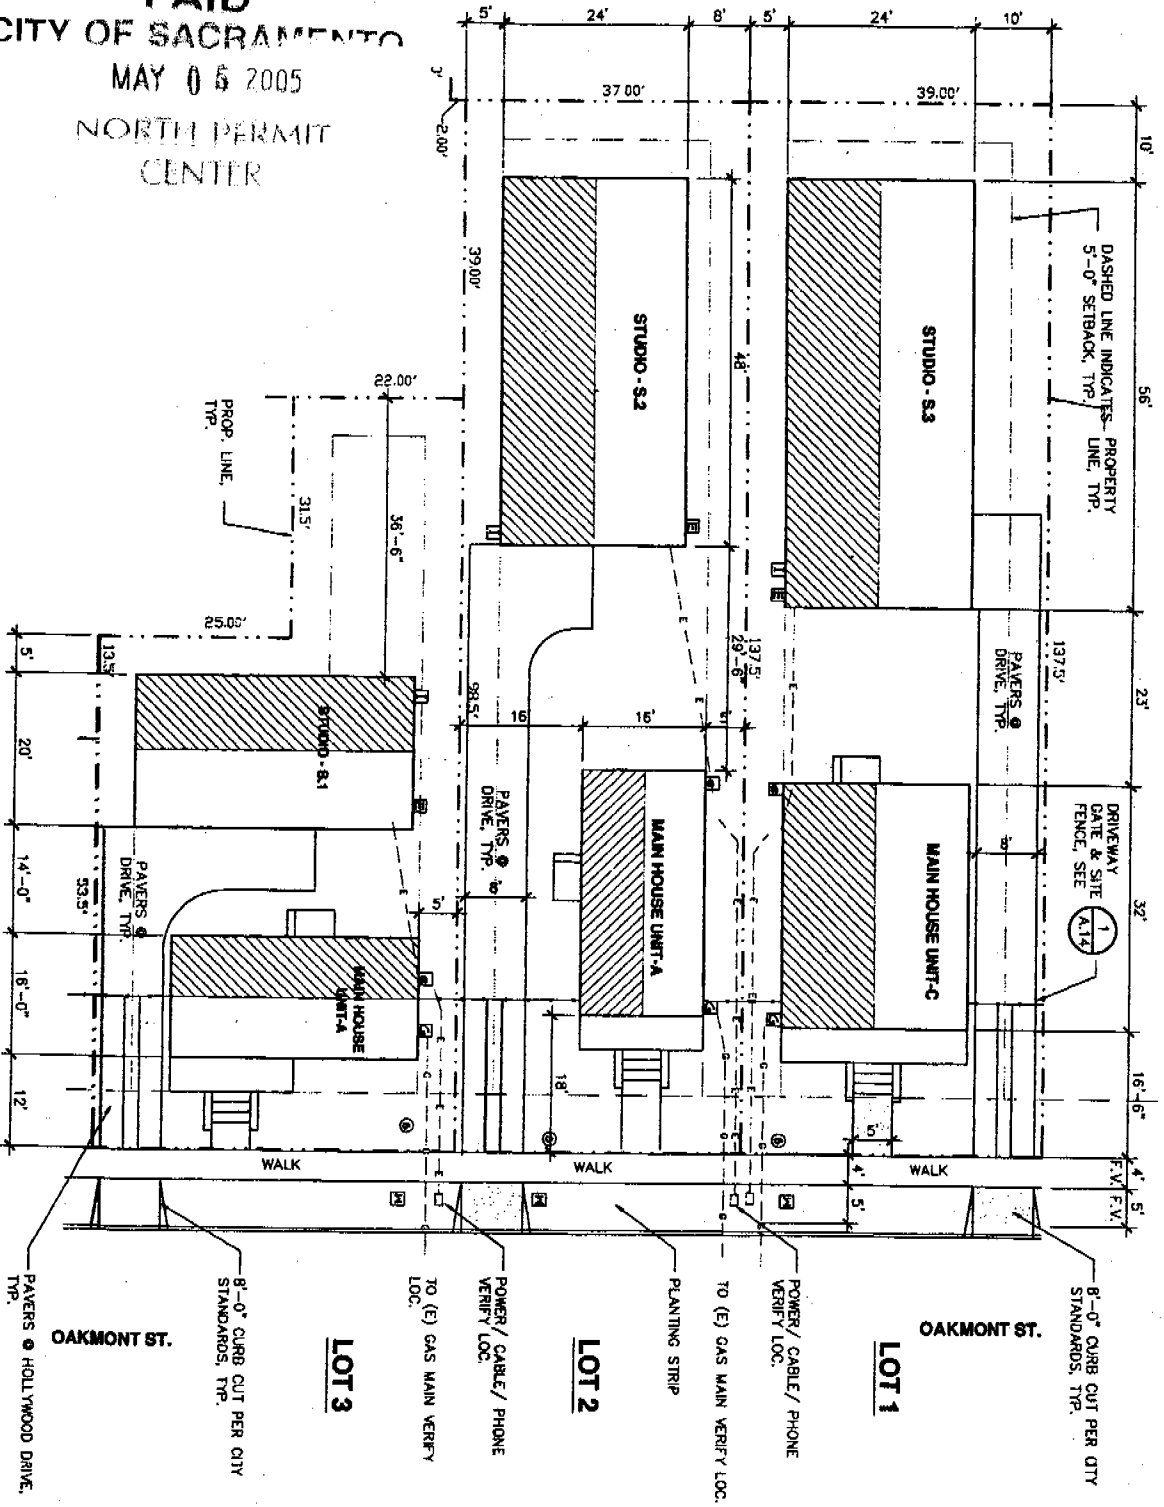 PAID
CITY OF SACRAMENTO
MAY 0 6 2005
NORTH PERMIT
CENTER
5'
24'
8'
5'
24'
10'
37 00'
39.00'
2.00'
10'
56'
23'
32'
16'-6"
4'
5'
F.V.
F.V.
DASHED LINE INDICATES
5'-0" SETBACK, TYP.
PROPERTY
LINE, TYP.
STUDIO - S.2
STUDIO - S.3
39.00'
48'
22.00'
PROP. LINE,
TYP.
31.5'
36'-6"
25.00'
137.5'
29'-6"
137.5'
PAVERS @
DRIVE, TYP.
98.5'
16'
16'
5'
13.5'
20'
14'-0"
16'-0"
12'
STUDIO - S.1
PAVERS @
DRIVE, TYP.
53.5'
PAVERS @
DRIVE, TYP.
8'
5'
MAIN HOUSE UNIT-A
MAIN HOUSE UNIT-C
MAIN HOUSE
UNIT-A
8'
DRIVEWAY
GATE & SITE
FENCE, SEE
1
A.14
18'
5'
4'
5'
WALK
WALK
WALK
PAVERS @ HOLLYWOOD DRIVE,
TYP.
OAKMONT ST.
8'-0" CURB CUT PER CITY
STANDARDS, TYP.
LOT 3
TO (E) GAS MAIN VERIFY
LOC.
POWER/ CABLE/ PHONE
VERIFY LOC.
LOT 2
PLANTING STRIP
TO (E) GAS MAIN VERIFY LOC.
POWER/ CABLE/ PHONE
VERIFY LOC.
LOT 1
OAKMONT ST.
8'-0" CURB CUT PER CITY
STANDARDS, TYP.